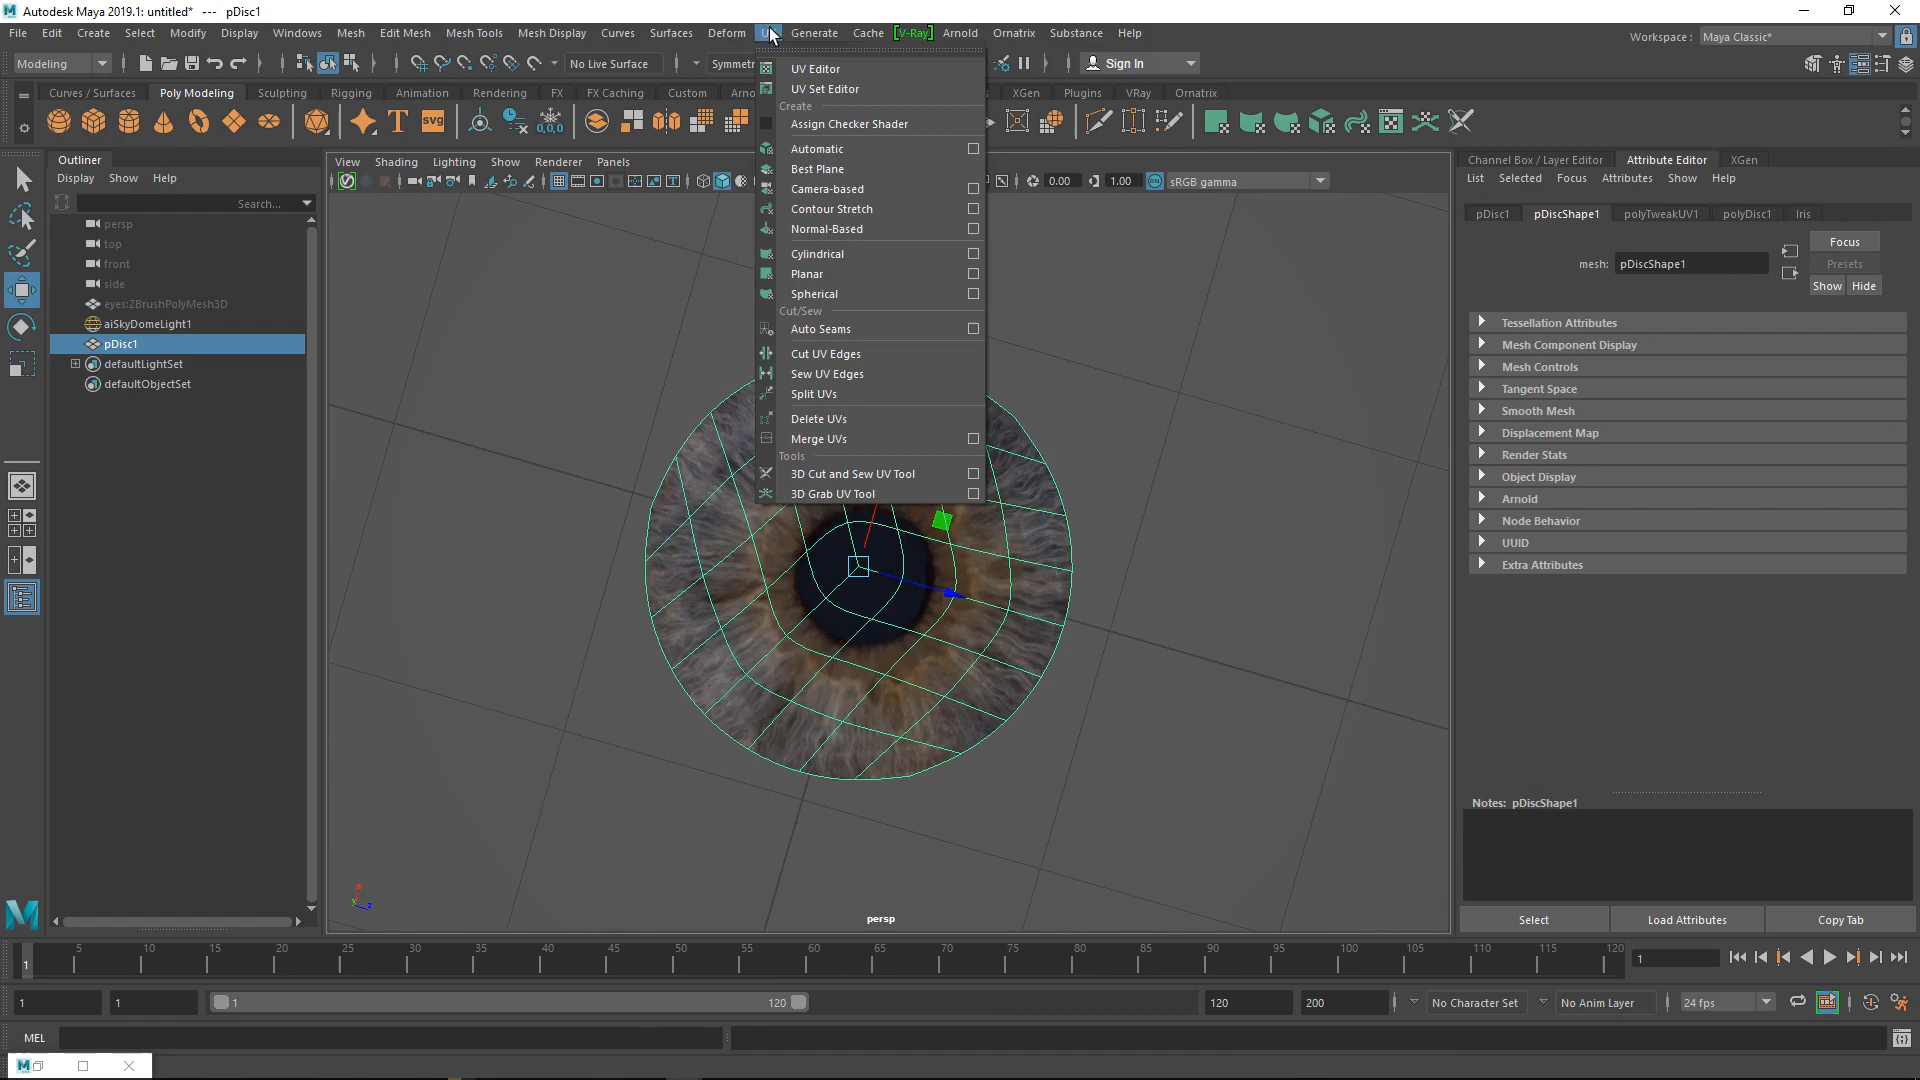 Autodesk Maya 2019.1: untitled* --- pDisc1
File Edit Create Select Modify Display Windows Mesh Edit Mesh Mesh Tools Mesh Display Curves Surfaces Deform Generate Cache [V-Ray] Arnold Ornatrix Substance Help
Workspace : Maya Classic*
Modeling No Live Surface Symmetr Sign In
Curves / Surfaces Poly Modeling Sculpting Rigging Animation Rendering FX FX Caching Custom Arno XGen Plugins VRay Ornatrix
T svg 0,0,0
Outliner
Display Show Help
Search...
persp
top
front
side
eyes:ZBrushPolyMesh3D
aiSkyDomeLight1
pDisc1
defaultLightSet
defaultObjectSet
View Shading Lighting Show Renderer Panels
0.00 1.00 ON sRGB gamma
UV Editor
UV Set Editor
Create
Assign Checker Shader
Automatic
Best Plane
Camera-based
Contour Stretch
Normal-Based
Cylindrical
Planar
Spherical
Cut/Sew
Auto Seams
Cut UV Edges
Sew UV Edges
Split UVs
Delete UVs
Merge UVs
Tools
3D Cut and Sew UV Tool
3D Grab UV Tool
persp
Channel Box / Layer Editor Attribute Editor XGen
List Selected Focus Attributes Show Help
pDisc1 pDiscShape1 polyTweakUV1 polyDisc1 Iris
mesh: pDiscShape1
Focus
Presets
Show Hide
Tessellation Attributes
Mesh Component Display
Mesh Controls
Tangent Space
Smooth Mesh
Displacement Map
Render Stats
Object Display
Arnold
Node Behavior
UUID
Extra Attributes
Notes: pDiscShape1
Select Load Attributes Copy Tab
5 10 15 20 25 30 35 40 45 50 55 60 65 70 75 80 85 90 95 100 105 110 115 120
1 1
1 1 1 120 120 200 No Character Set No Anim Layer 24 fps
MEL